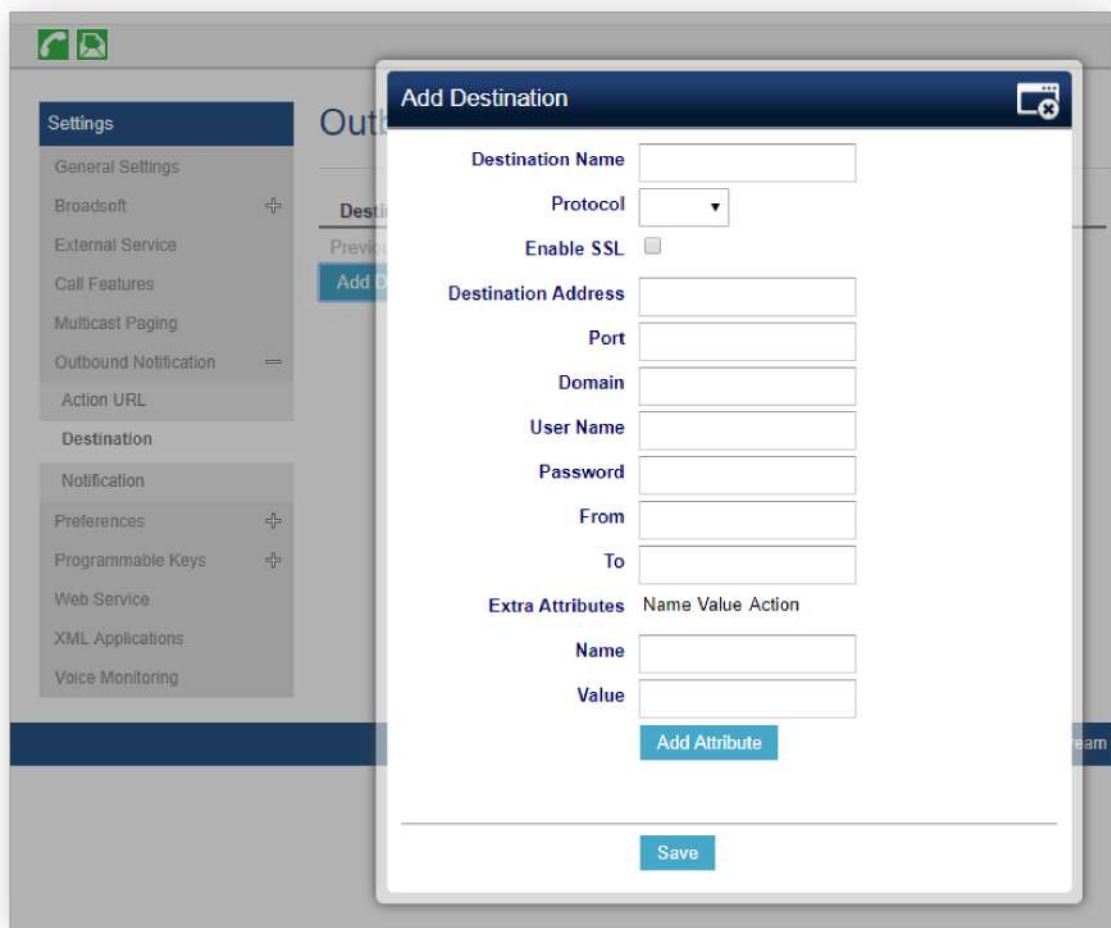 Settings
General Settings
Broadsoft
External Service
Call Features
Multicast Paging
Outbound Notification
Action URL
Destination
Notification
Preferences
Programmable Keys
Web Service
XML Applications
Voice Monitoring
Add Destination
Destination Name
Protocol
Enable SSL
Destination Address
Port
Domain
User Name
Password
From
To
Extra Attributes Name Value Action
Name
Value
Add Attribute
Save